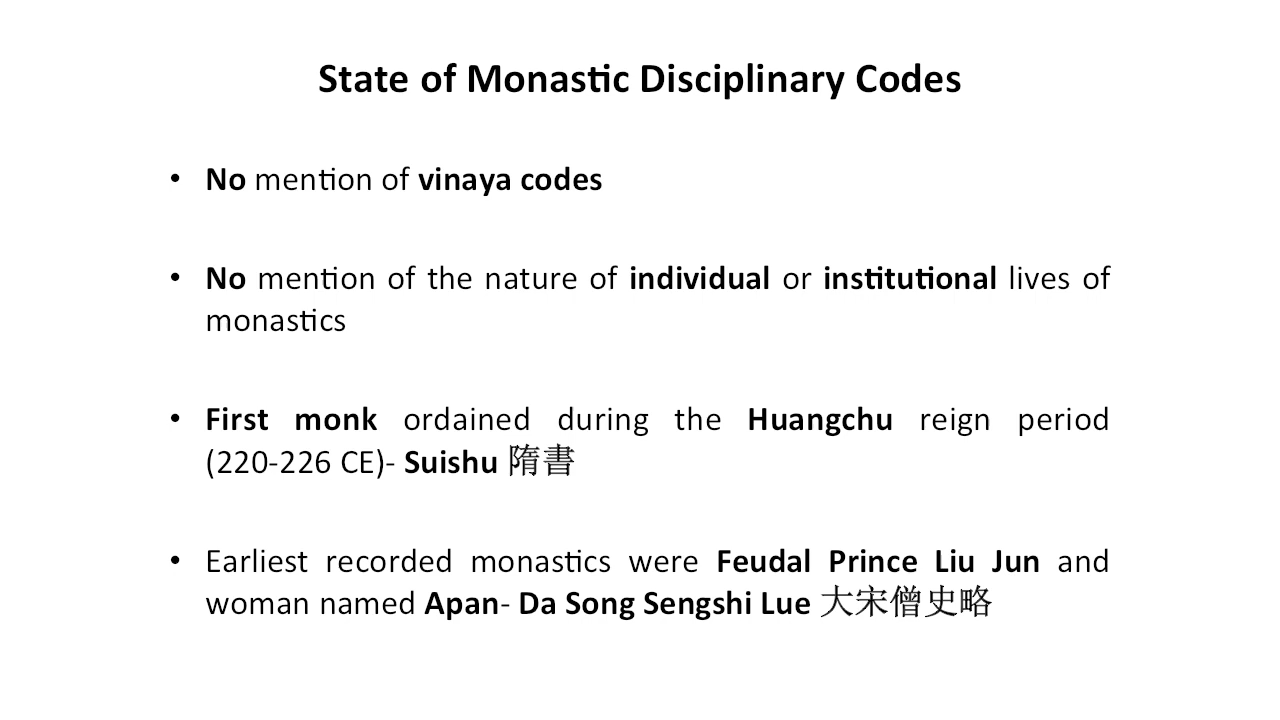 State of Monastic Disciplinary Codes
• No mention of vinaya codes
• No mention of the nature of individual or institutional lives of
monastics
• First monk ordained during the Huangchu reign period
(220-226 CE)- Suishu 隋書
• Earliest recorded monastics were Feudal Prince Liu Jun and
woman named Apan- Da Song Sengshi Lue 大宋僧史略